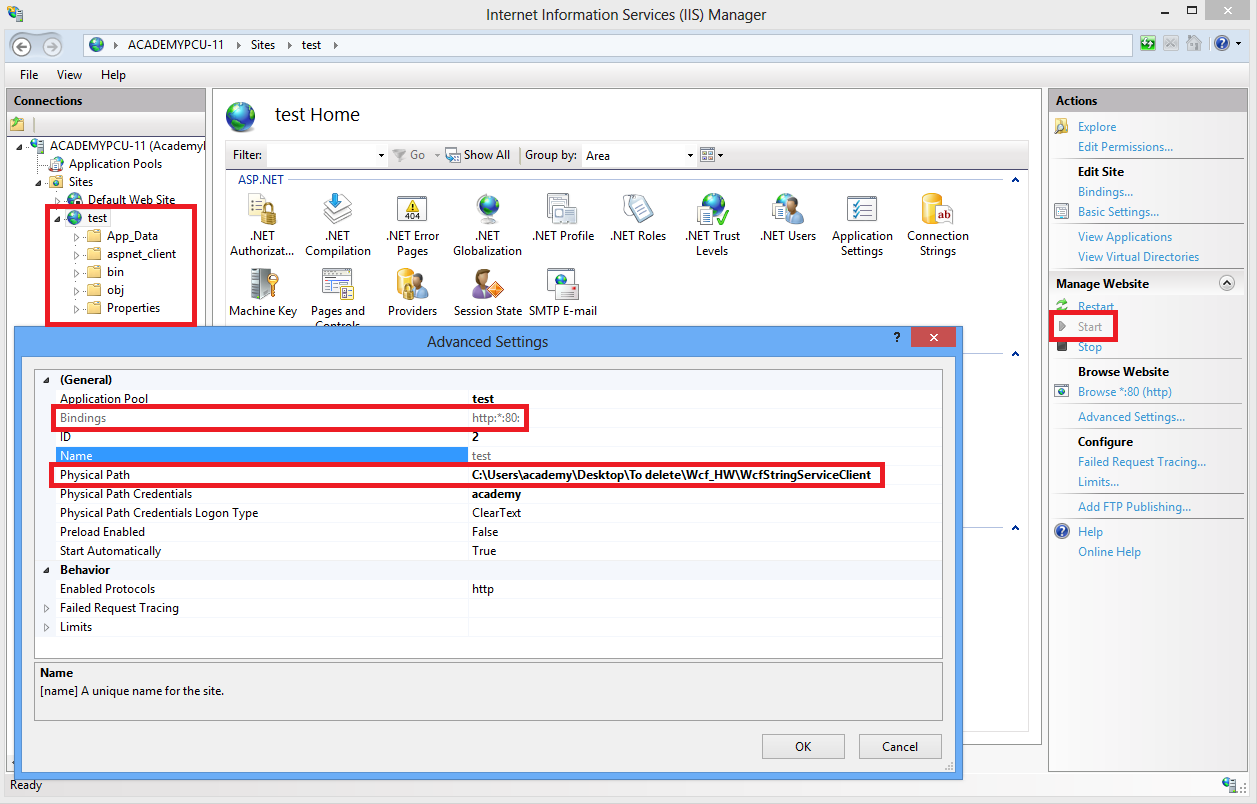 Internet Information Services (IIS) Manager
ACADEMYPCU-11 Sites test
File View Help
Connections
ACADEMYPCU-11 (Academy
Application Pools
Sites
Default Web Site
test
App_Data
aspnet_client
bin
obj
Properties
test Home
Filter: Go Show All Group by: Area
ASP.NET
.NET Authorizat...
.NET Compilation
404
.NET Error Pages
.NET Globalization
.NET Profile
.NET Roles
.NET Trust Levels
.NET Users
Application Settings
ab
Connection Strings
Machine Key
Pages and Controls
Providers
Session State
SMTP E-mail
Actions
Explore
Edit Permissions...
Edit Site
Bindings...
Basic Settings...
View Applications
View Virtual Directories
Manage Website
Restart
Start
Stop
Browse Website
Browse *:80 (http)
Advanced Settings...
Configure
Failed Request Tracing...
Limits...
Add FTP Publishing...
Help
Online Help
Advanced Settings
(General)
Application Pool test
Bindings http:*:80:
ID 2
Name test
Physical Path C:\Users\academy\Desktop\To delete\Wcf_HW\WcfStringServiceClient
Physical Path Credentials academy
Physical Path Credentials Logon Type ClearText
Preload Enabled False
Start Automatically True
Behavior
Enabled Protocols http
Failed Request Tracing
Limits
Name
[name] A unique name for the site.
OK Cancel
Ready